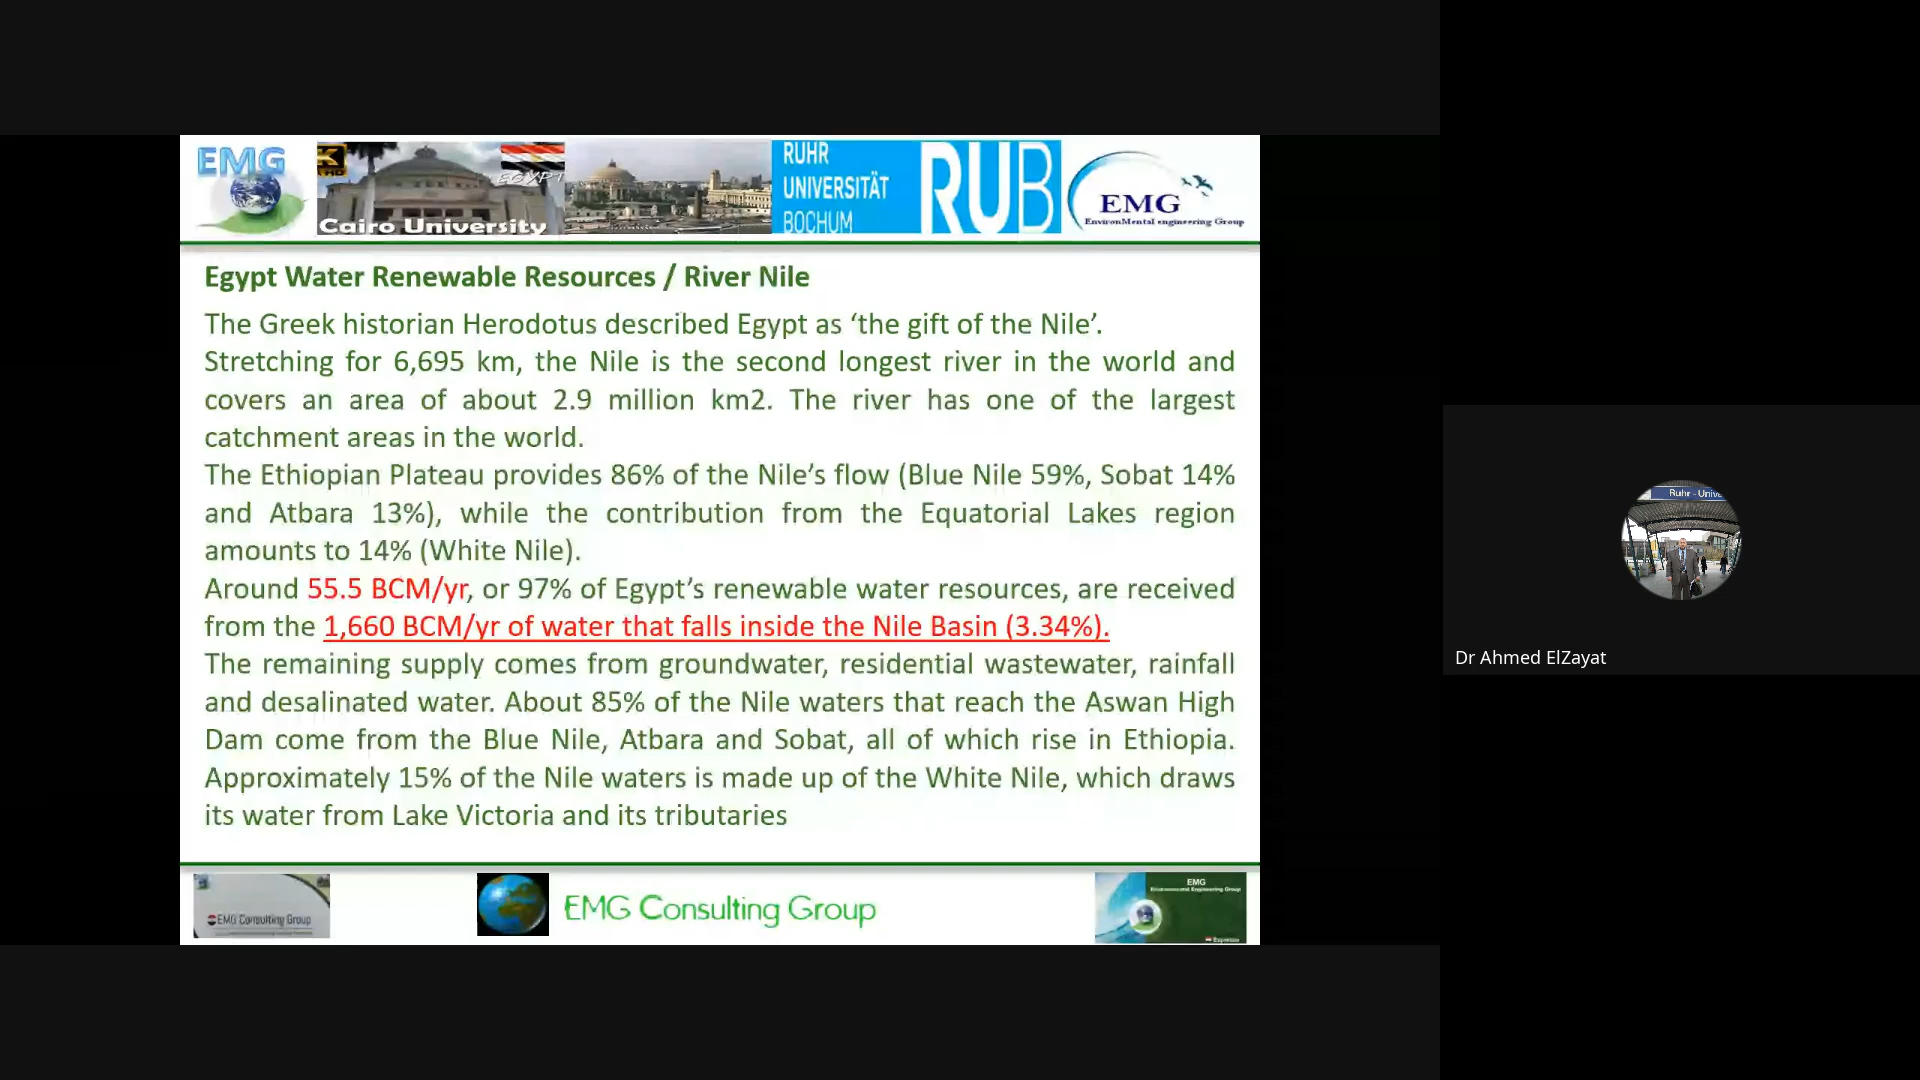 EMG
K
HD
EGYPT
Cairo University
RUHR
UNIVERSITÄT
BOCHUM
RUB
EMG
EnvironMental engineering Group
Egypt Water Renewable Resources / River Nile
The Greek historian Herodotus described Egypt as ‘the gift of the Nile’.
Stretching for 6,695 km, the Nile is the second longest river in the world and
covers an area of about 2.9 million km2. The river has one of the largest
catchment areas in the world.
The Ethiopian Plateau provides 86% of the Nile’s flow (Blue Nile 59%, Sobat 14%
and Atbara 13%), while the contribution from the Equatorial Lakes region
amounts to 14% (White Nile).
Around 55.5 BCM/yr, or 97% of Egypt’s renewable water resources, are received
from the 1,660 BCM/yr of water that falls inside the Nile Basin (3.34%).
The remaining supply comes from groundwater, residential wastewater, rainfall
and desalinated water. About 85% of the Nile waters that reach the Aswan High
Dam come from the Blue Nile, Atbara and Sobat, all of which rise in Ethiopia.
Approximately 15% of the Nile waters is made up of the White Nile, which draws
its water from Lake Victoria and its tributaries
EMG Consulting Group
EMG Consulting Group
EMG
Environmental Engineering Group
Ruhr - Unive
Dr Ahmed ElZayat